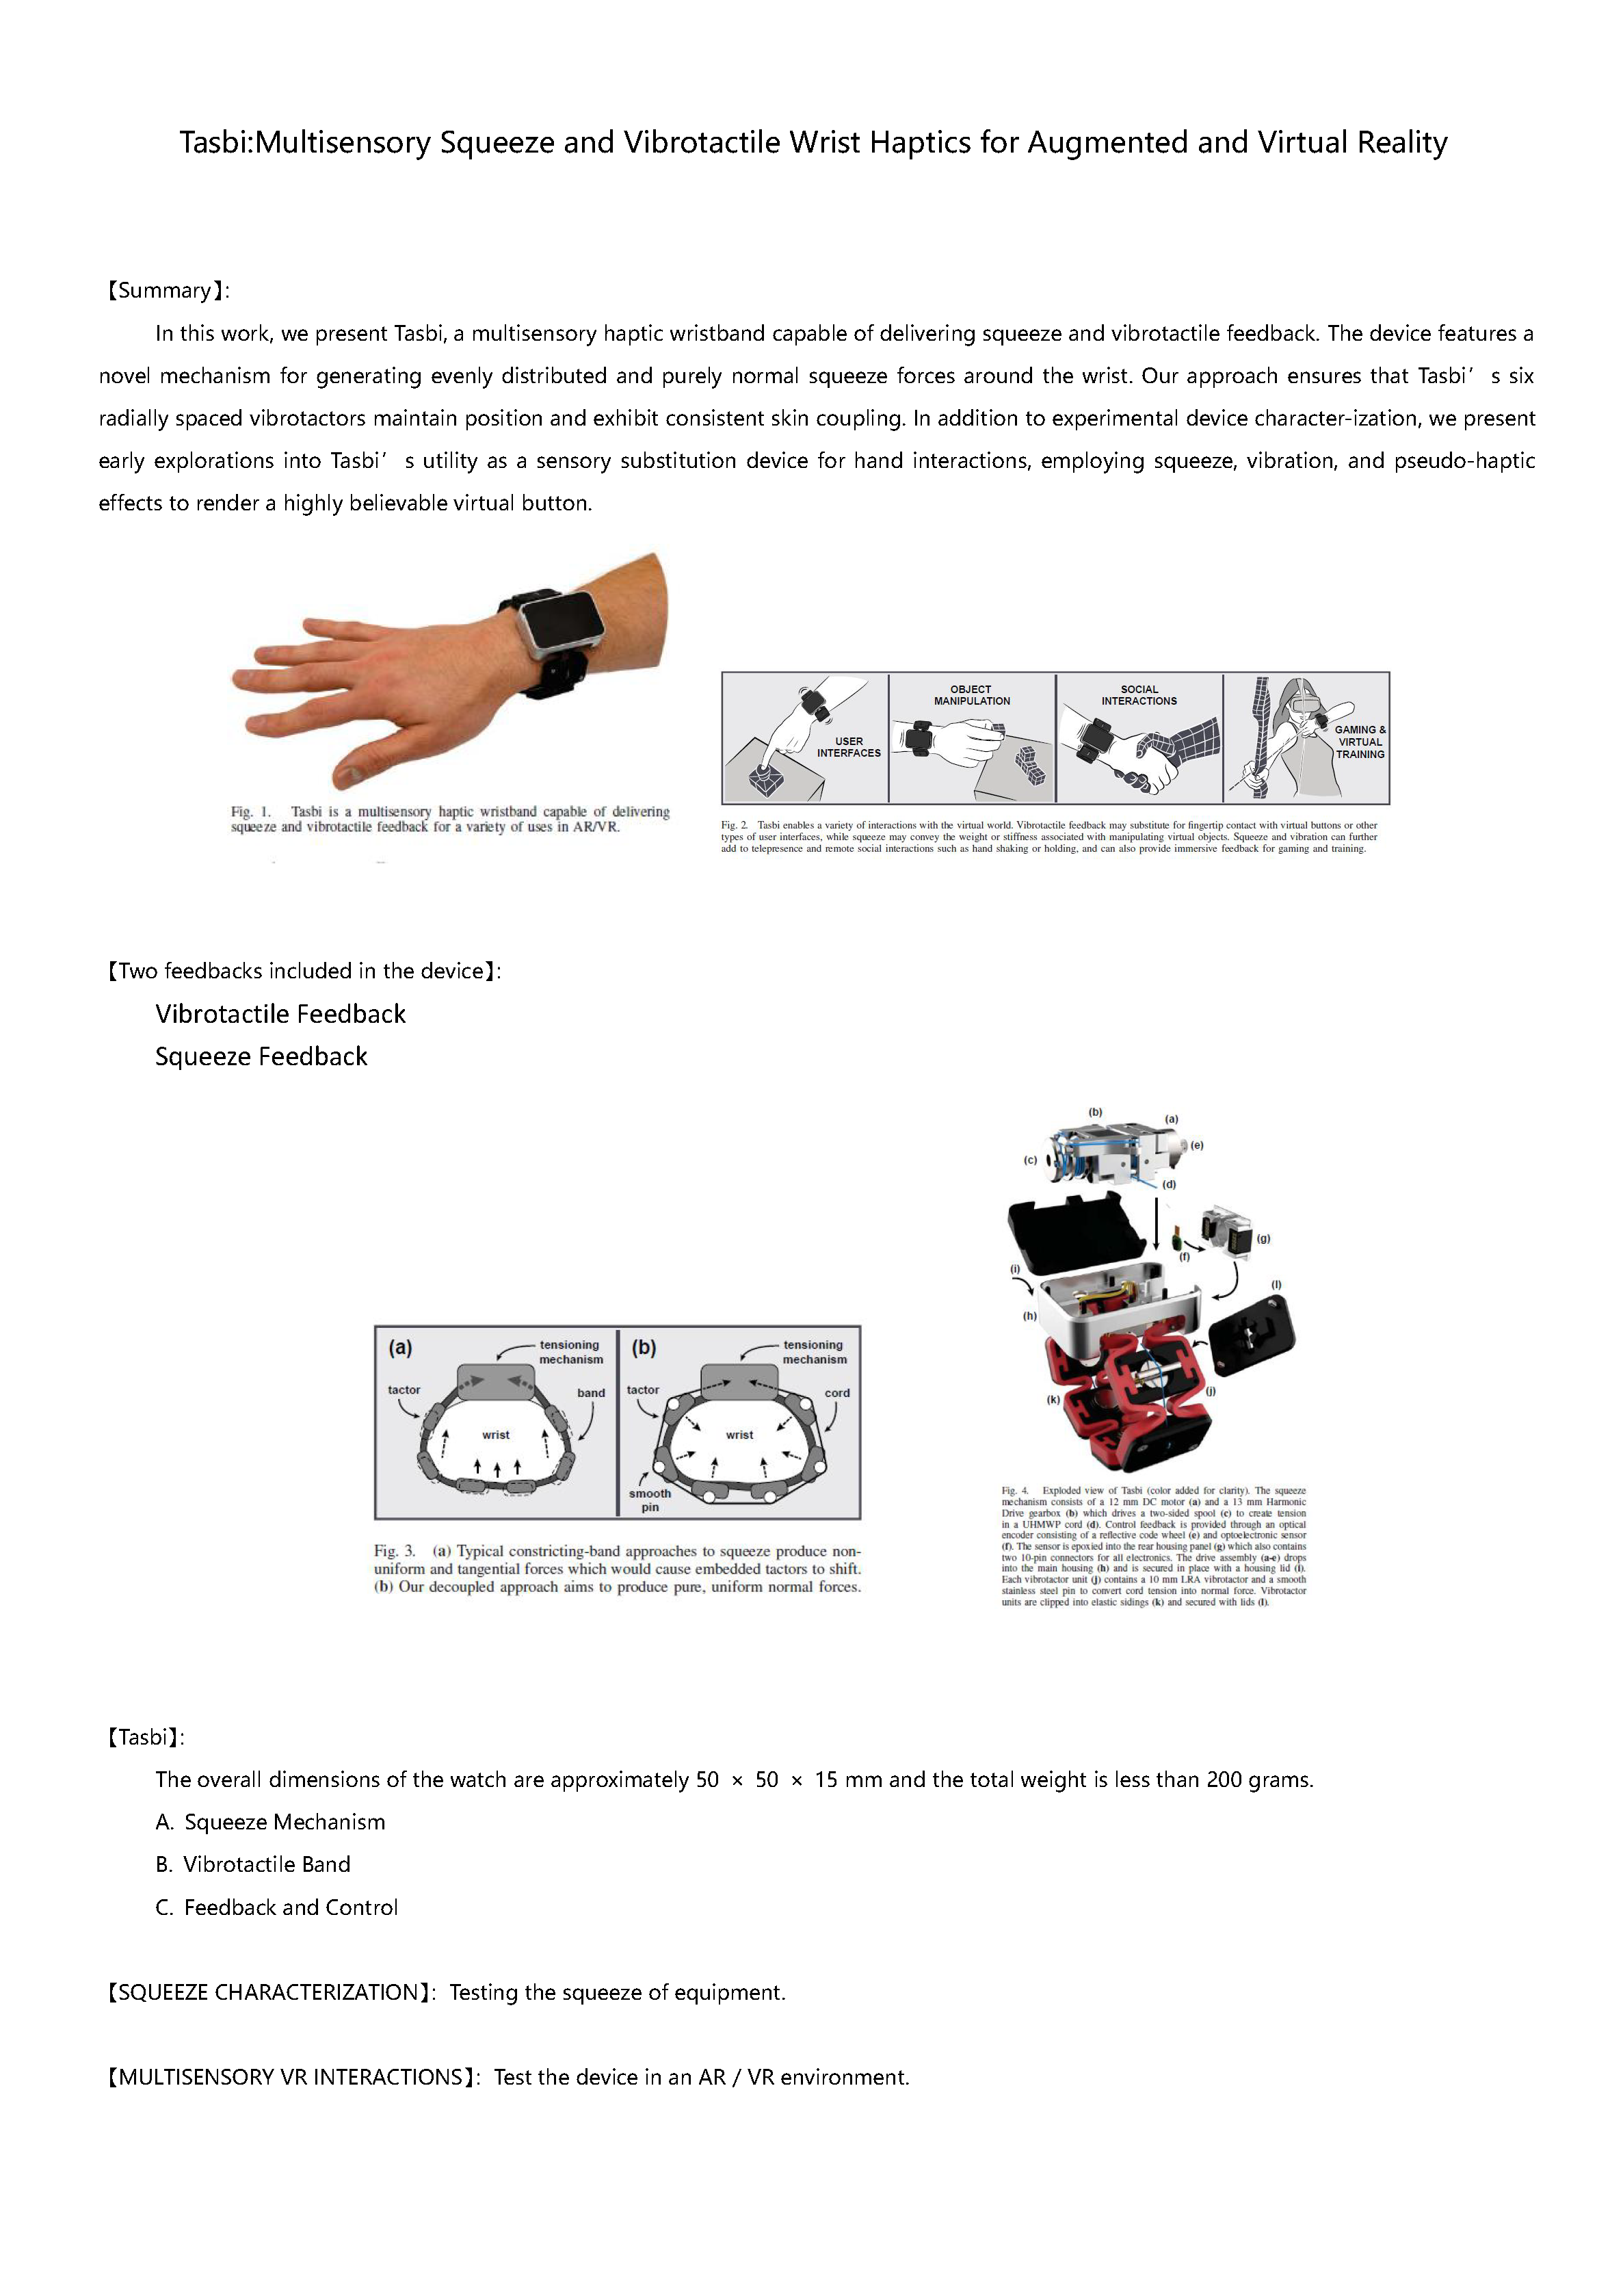 Tasbi:Multisensory Squeeze and Vibrotactile Wrist Haptics for Augmented and Virtual Reality
【Summary】:
In this work, we present Tasbi, a multisensory haptic wristband capable of delivering squeeze and vibrotactile feedback. The device features a
novel mechanism for generating evenly distributed and purely normal squeeze forces around the wrist. Our approach ensures that Tasbi’ s six
radially spaced vibrotactors maintain position and exhibit consistent skin coupling. In addition to experimental device character-ization, we present
early explorations into Tasbi’ s utility as a sensory substitution device for hand interactions, employing squeeze, vibration, and pseudo-haptic
effects to render a highly believable virtual button.
Fig. 1. Tasbi is a multisensory haptic wristband capable of delivering
squeeze and vibrotactile feedback for a variety of uses in AR/VR.
USER
INTERFACES
OBJECT
MANIPULATION
SOCIAL
INTERACTIONS
GAMING &
VIRTUAL
TRAINING
Fig. 2. Tasbi enables a variety of interactions with the virtual world. Vibrotactile feedback may substitute for fingertip contact with virtual buttons or other
types of user interfaces, while squeeze may convey the weight or stiffness associated with manipulating virtual objects. Squeeze and vibration can further
add to telepresence and remote social interactions such as hand shaking or holding, and can also provide immersive feedback for gaming and training.
【Two feedbacks included in the device】:
Vibrotactile Feedback
Squeeze Feedback
(a)
tensioning
mechanism
tactor
band
wrist
(b)
tensioning
mechanism
tactor
cord
wrist
smooth
pin
Fig. 3. (a) Typical constricting-band approaches to squeeze produce non-
uniform and tangential forces which would cause embedded tactors to shift.
(b) Our decoupled approach aims to produce pure, uniform normal forces.
(b)
(a)
(e)
(c)
(d)
(g)
(f)
(i)
(l)
(h)
(j)
(k)
Fig. 4. Exploded view of Tasbi (color added for clarity). The squeeze
mechanism consists of a 12 mm DC motor (a) and a 13 mm Harmonic
Drive gearbox (b) which drives a two-sided spool (c) to create tension
in a UHMWP cord (d). Control feedback is provided through an optical
encoder consisting of a reflective code wheel (e) and optoelectronic sensor
(f). The sensor is epoxied into the rear housing panel (g) which also contains
two 10-pin connectors for all electronics. The drive assembly (a-e) drops
into the main housing (h) and is secured in place with a housing lid (i).
Each vibrotactor unit (j) contains a 10 mm LRA vibrotactor and a smooth
stainless steel pin to convert cord tension into normal force. Vibrotactor
units are clipped into elastic sidings (k) and secured with lids (l).
【Tasbi】:
The overall dimensions of the watch are approximately 50 × 50 × 15 mm and the total weight is less than 200 grams.
A. Squeeze Mechanism
B. Vibrotactile Band
C. Feedback and Control
【SQUEEZE CHARACTERIZATION】: Testing the squeeze of equipment.
【MULTISENSORY VR INTERACTIONS】: Test the device in an AR / VR environment.